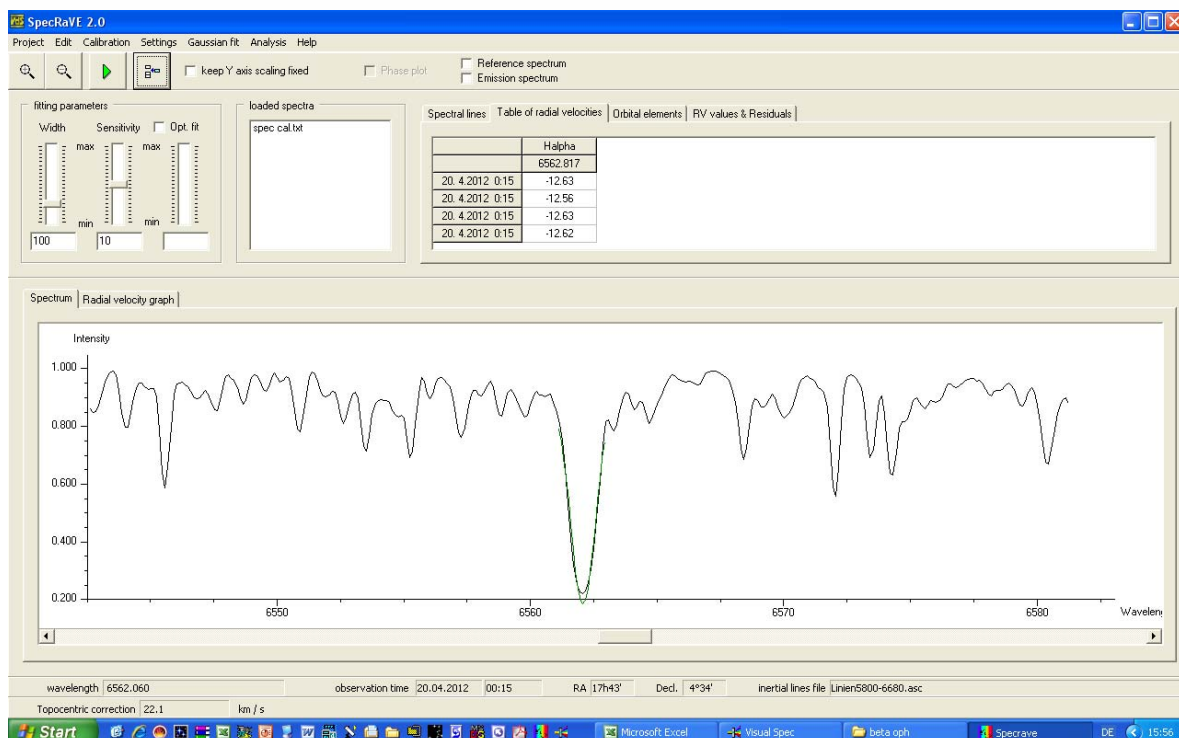 SpecRaVE 2.0
Project Edit Calibration Settings Gaussian fit Analysis Help
keep Y axis scaling fixed
Phase plot
Reference spectrum
Emission spectrum
fitting parameters
Width Sensitivity Opt. fit
max max
min min
100 10
loaded spectra
spec cal.txt
Spectral lines Table of radial velocities Orbital elements RV values & Residuals
Halpha
6562.817
20. 4.2012 0:15 -12.63
20. 4.2012 0:15 -12.56
20. 4.2012 0:15 -12.63
20. 4.2012 0:15 -12.62
Spectrum Radial velocity graph
Intensity
1.000
0.800
0.600
0.400
0.200
6550 6560 6570 6580 Wavelen
wavelength 6562.060 observation time 20.04.2012 00:15 RA 17h43' Decl. 4°34' inertial lines file Linien5800-6680.asc
Topocentric correction 22.1 km / s
Start Microsoft Excel Visual Spec beta oph Specrave DE 15:56